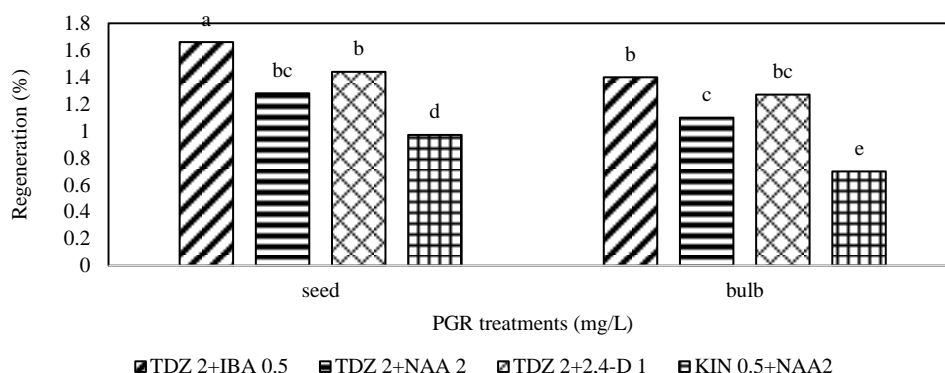 Regeneration (%)
1.8
1.6
1.4
1.2
1
0.8
0.6
0.4
0.2
0
a
bc
b
d
b
c
bc
e
seed
bulb
PGR treatments (mg/L)
TDZ 2+IBA 0.5
TDZ 2+NAA 2
TDZ 2+2,4-D 1
KIN 0.5+NAA2